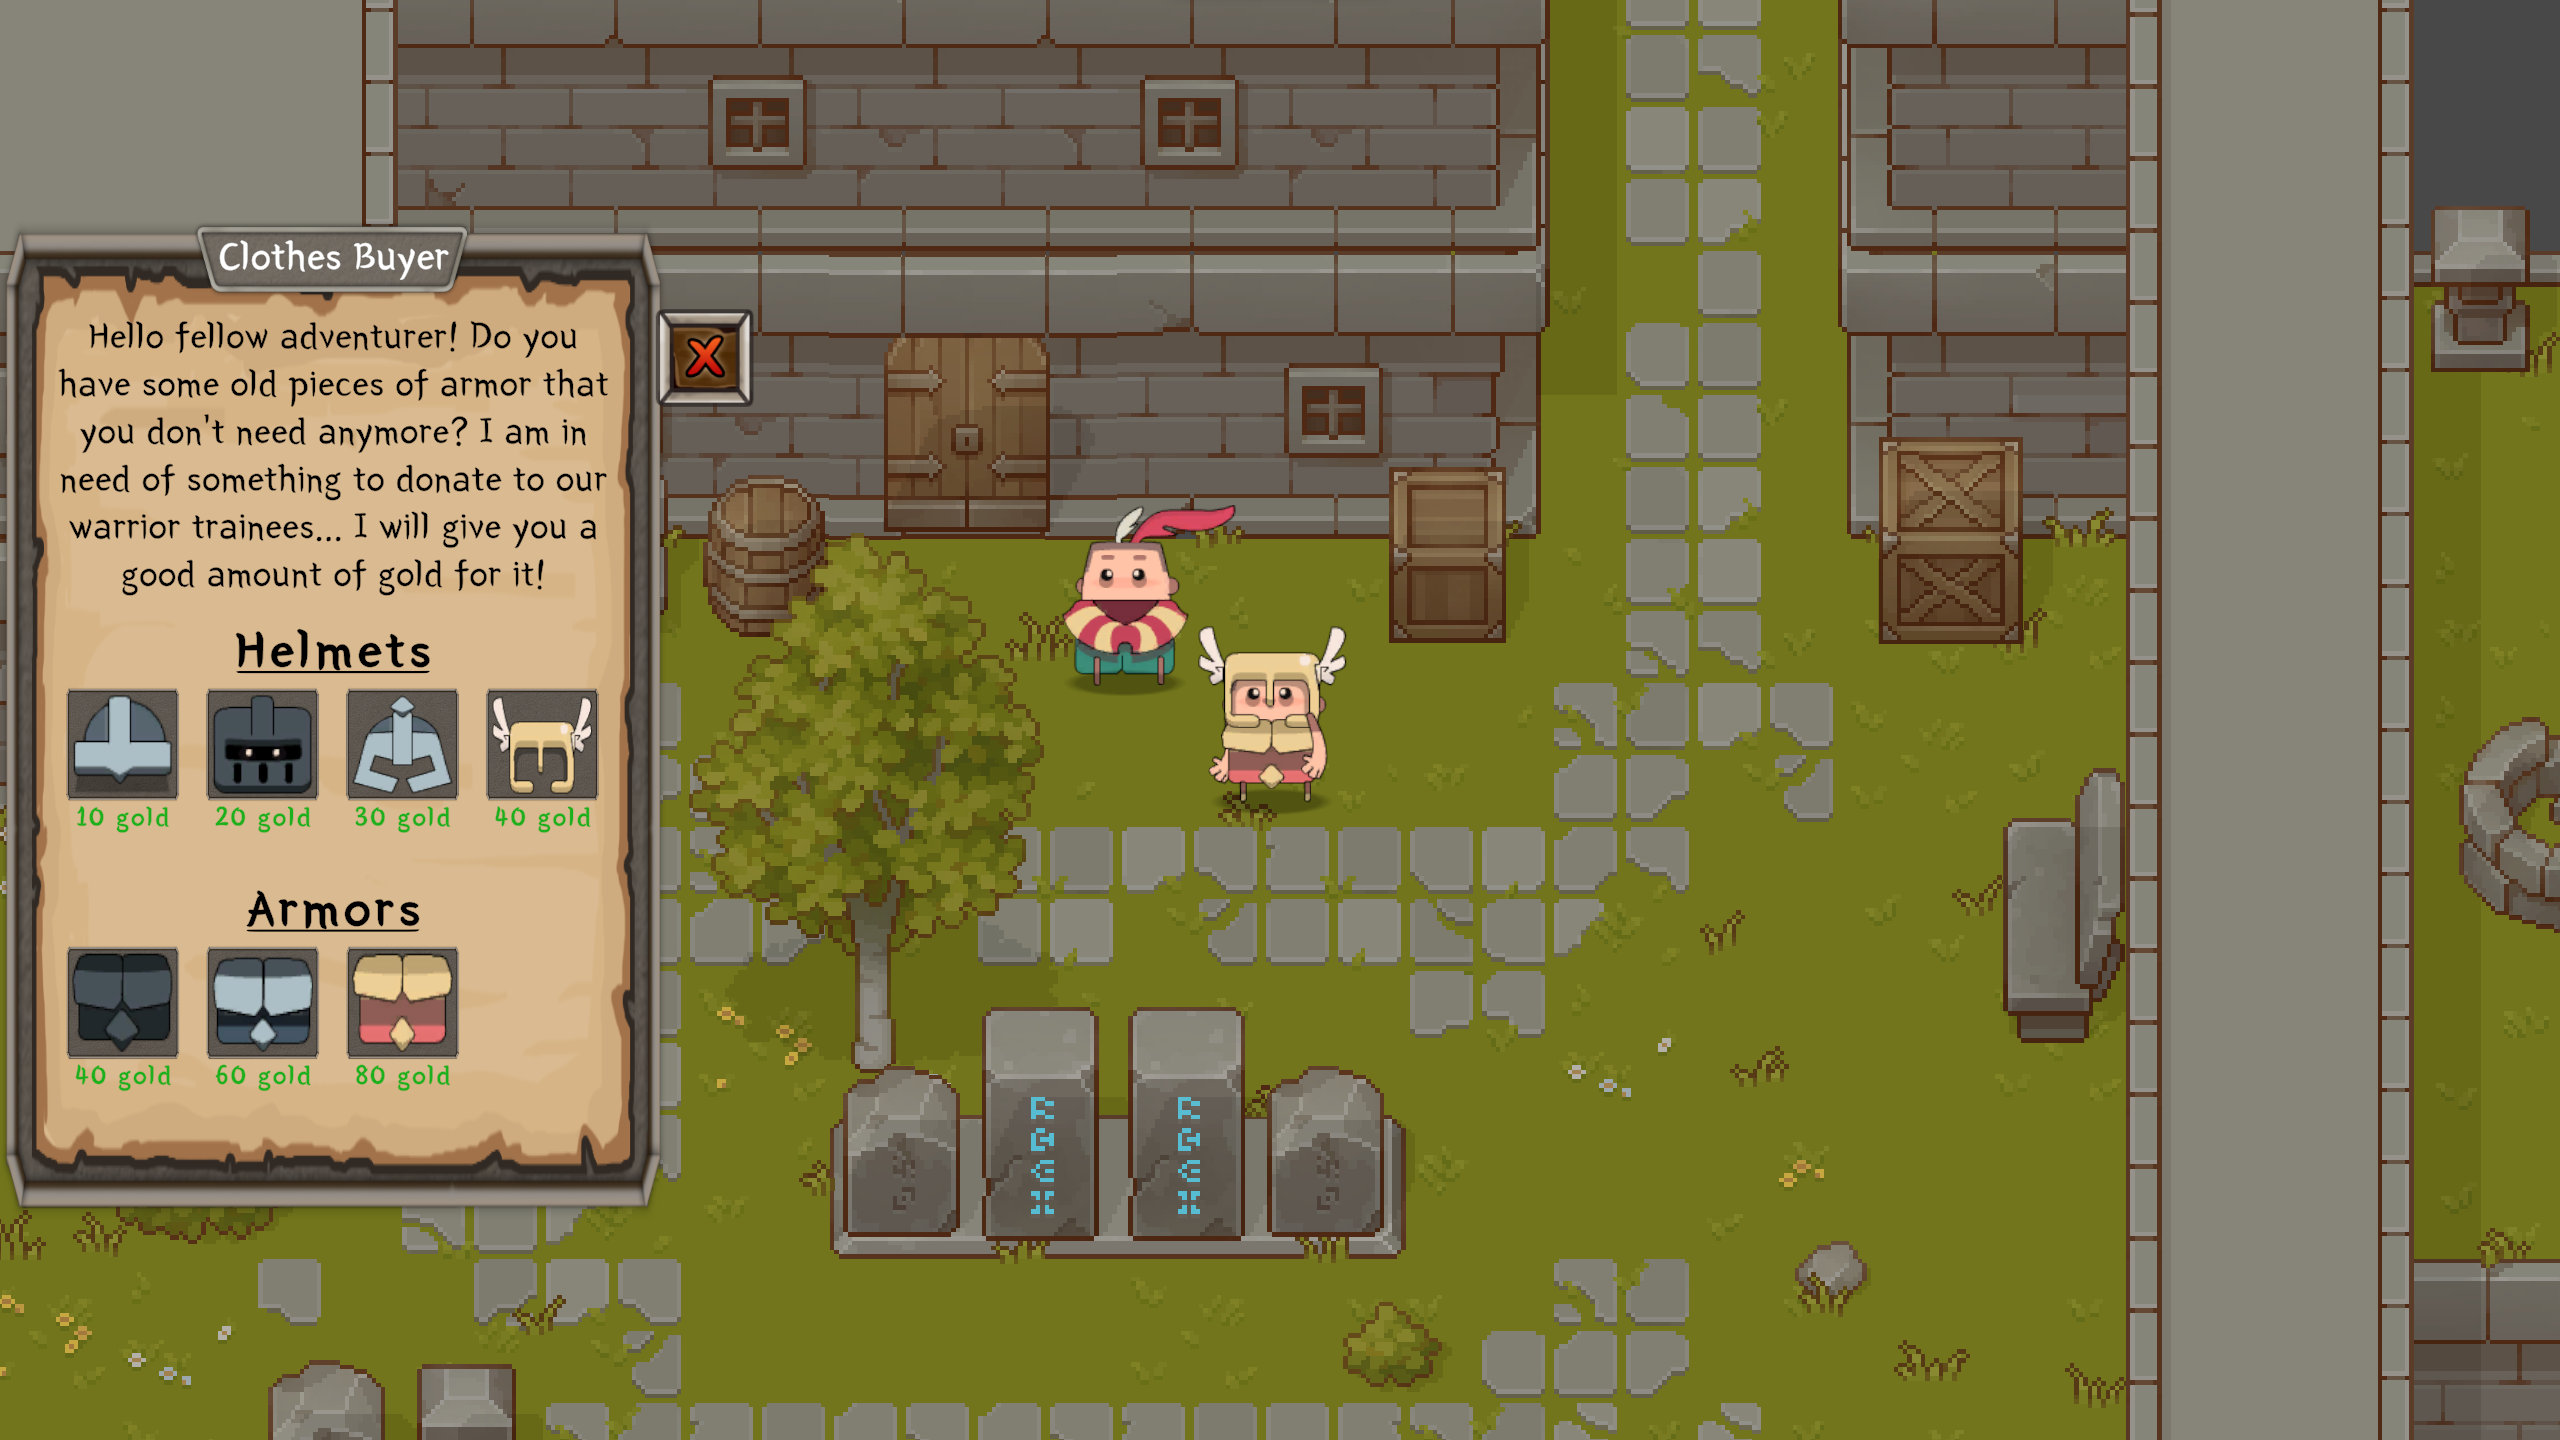 Clothes Buyer
Hello fellow adventurer! Do you
have some old pieces of armor that
you don't need anymore? I am in
need of something to donate to our
warrior trainees... I will give you a
good amount of gold for it!
Helmets
10 gold 20 gold 30 gold 40 gold
Armors
40 gold 60 gold 80 gold